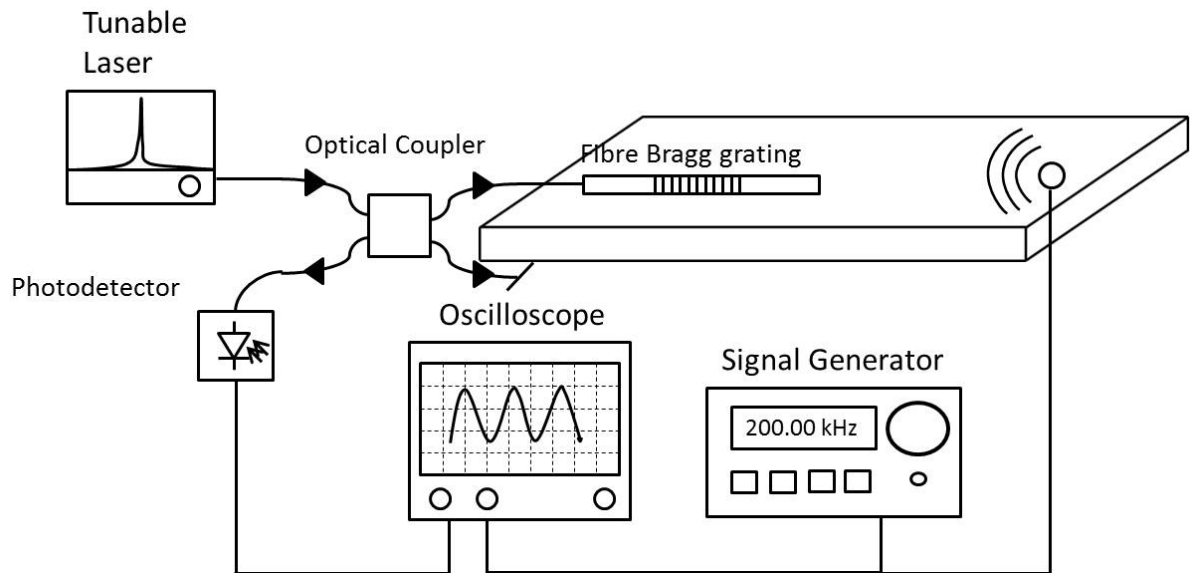 Tunable
Laser
Optical Coupler
FIbre Bragg grating
Photodetector
Oscilloscope
Signal Generator
200.00 kHz